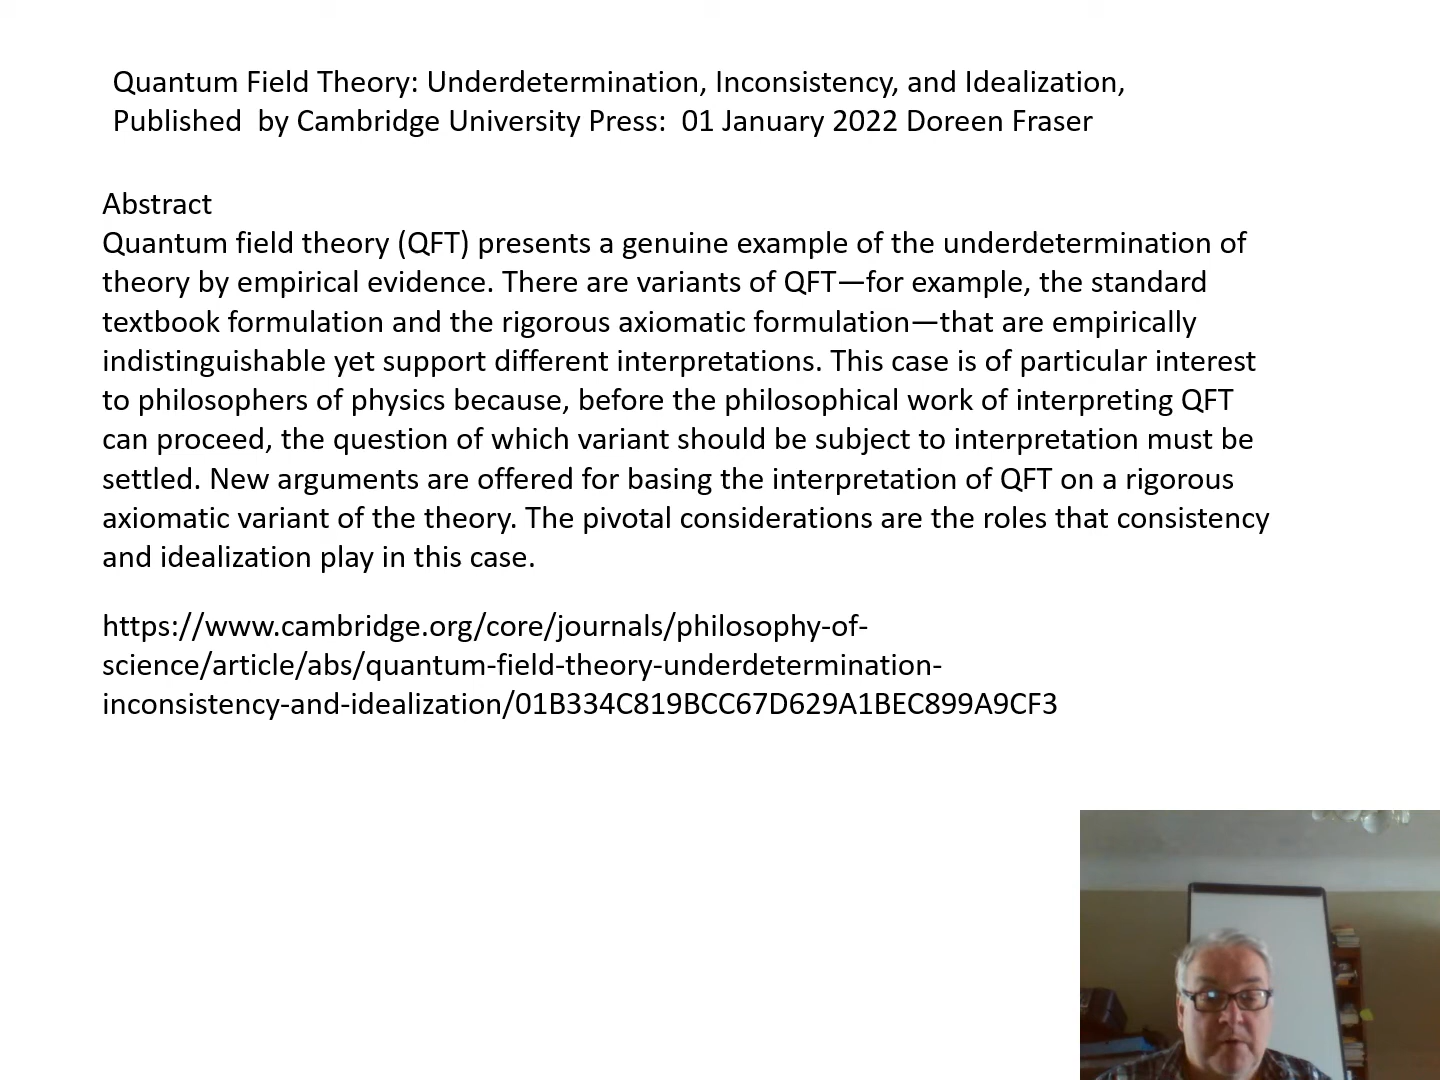 Quantum Field Theory: Underdetermination, Inconsistency, and Idealization,
Published  by Cambridge University Press:  01 January 2022 Doreen Fraser
Abstract
Quantum field theory (QFT) presents a genuine example of the underdetermination of
theory by empirical evidence. There are variants of QFT—for example, the standard
textbook formulation and the rigorous axiomatic formulation—that are empirically
indistinguishable yet support different interpretations. This case is of particular interest
to philosophers of physics because, before the philosophical work of interpreting QFT
can proceed, the question of which variant should be subject to interpretation must be
settled. New arguments are offered for basing the interpretation of QFT on a rigorous
axiomatic variant of the theory. The pivotal considerations are the roles that consistency
and idealization play in this case.
https://www.cambridge.org/core/journals/philosophy-of-
science/article/abs/quantum-field-theory-underdetermination-
inconsistency-and-idealization/01B334C819BCC67D629A1BEC899A9CF3